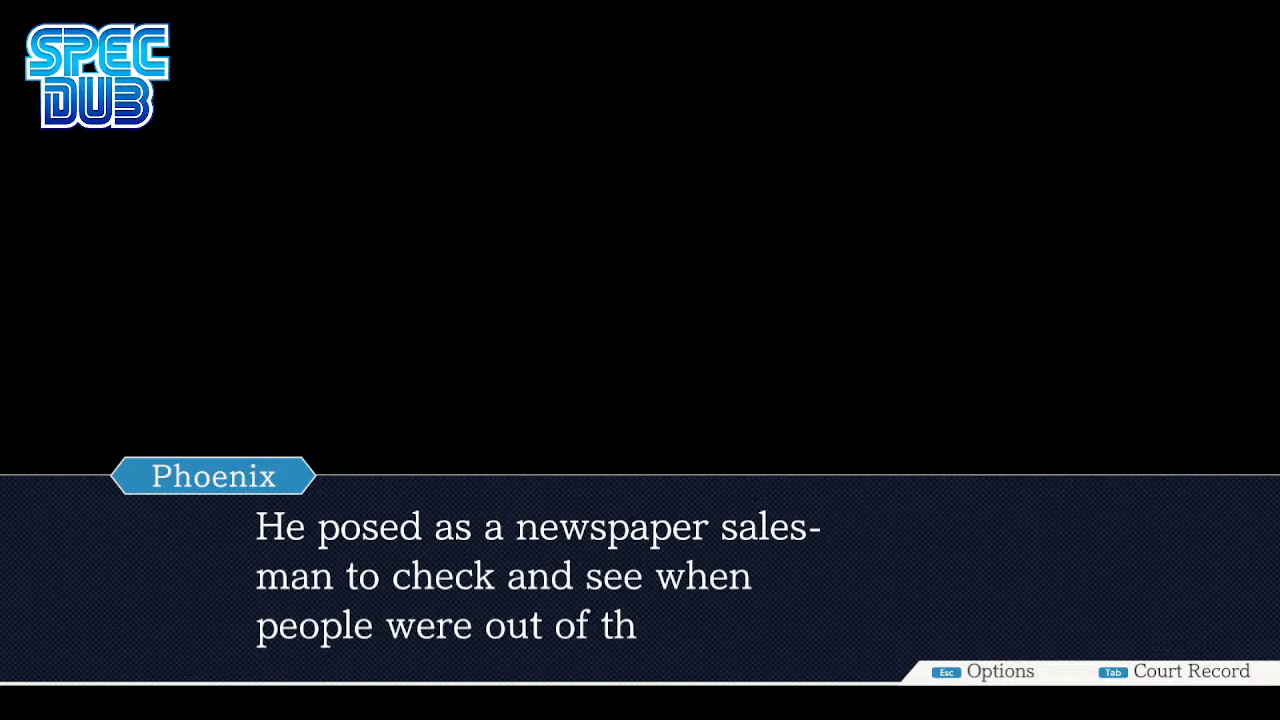 SPEC
DUB
Phoenix
He posed as a newspaper sales-
man to check and see when
people were out of th
Esc Options Tab Court Record